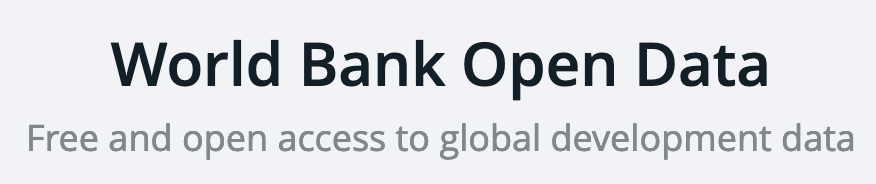 World Bank Open Data
Free and open access to global development data